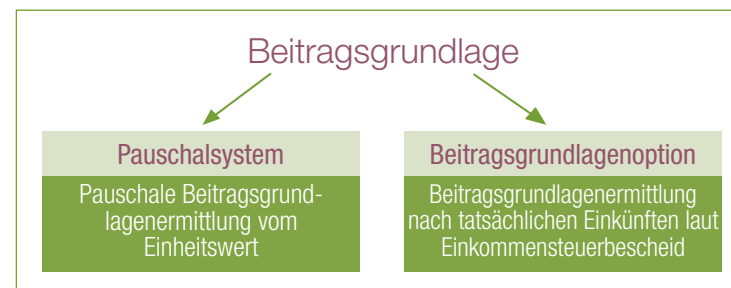 Beitragsgrundlage
Pauschalsystem
Pauschale Beitragsgrund-
lagenermittlung vom
Einheitswert
Beitragsgrundlagenoption
Beitragsgrundlagenermittlung
nach tatsächlichen Einkünften laut
Einkommensteuerbescheid